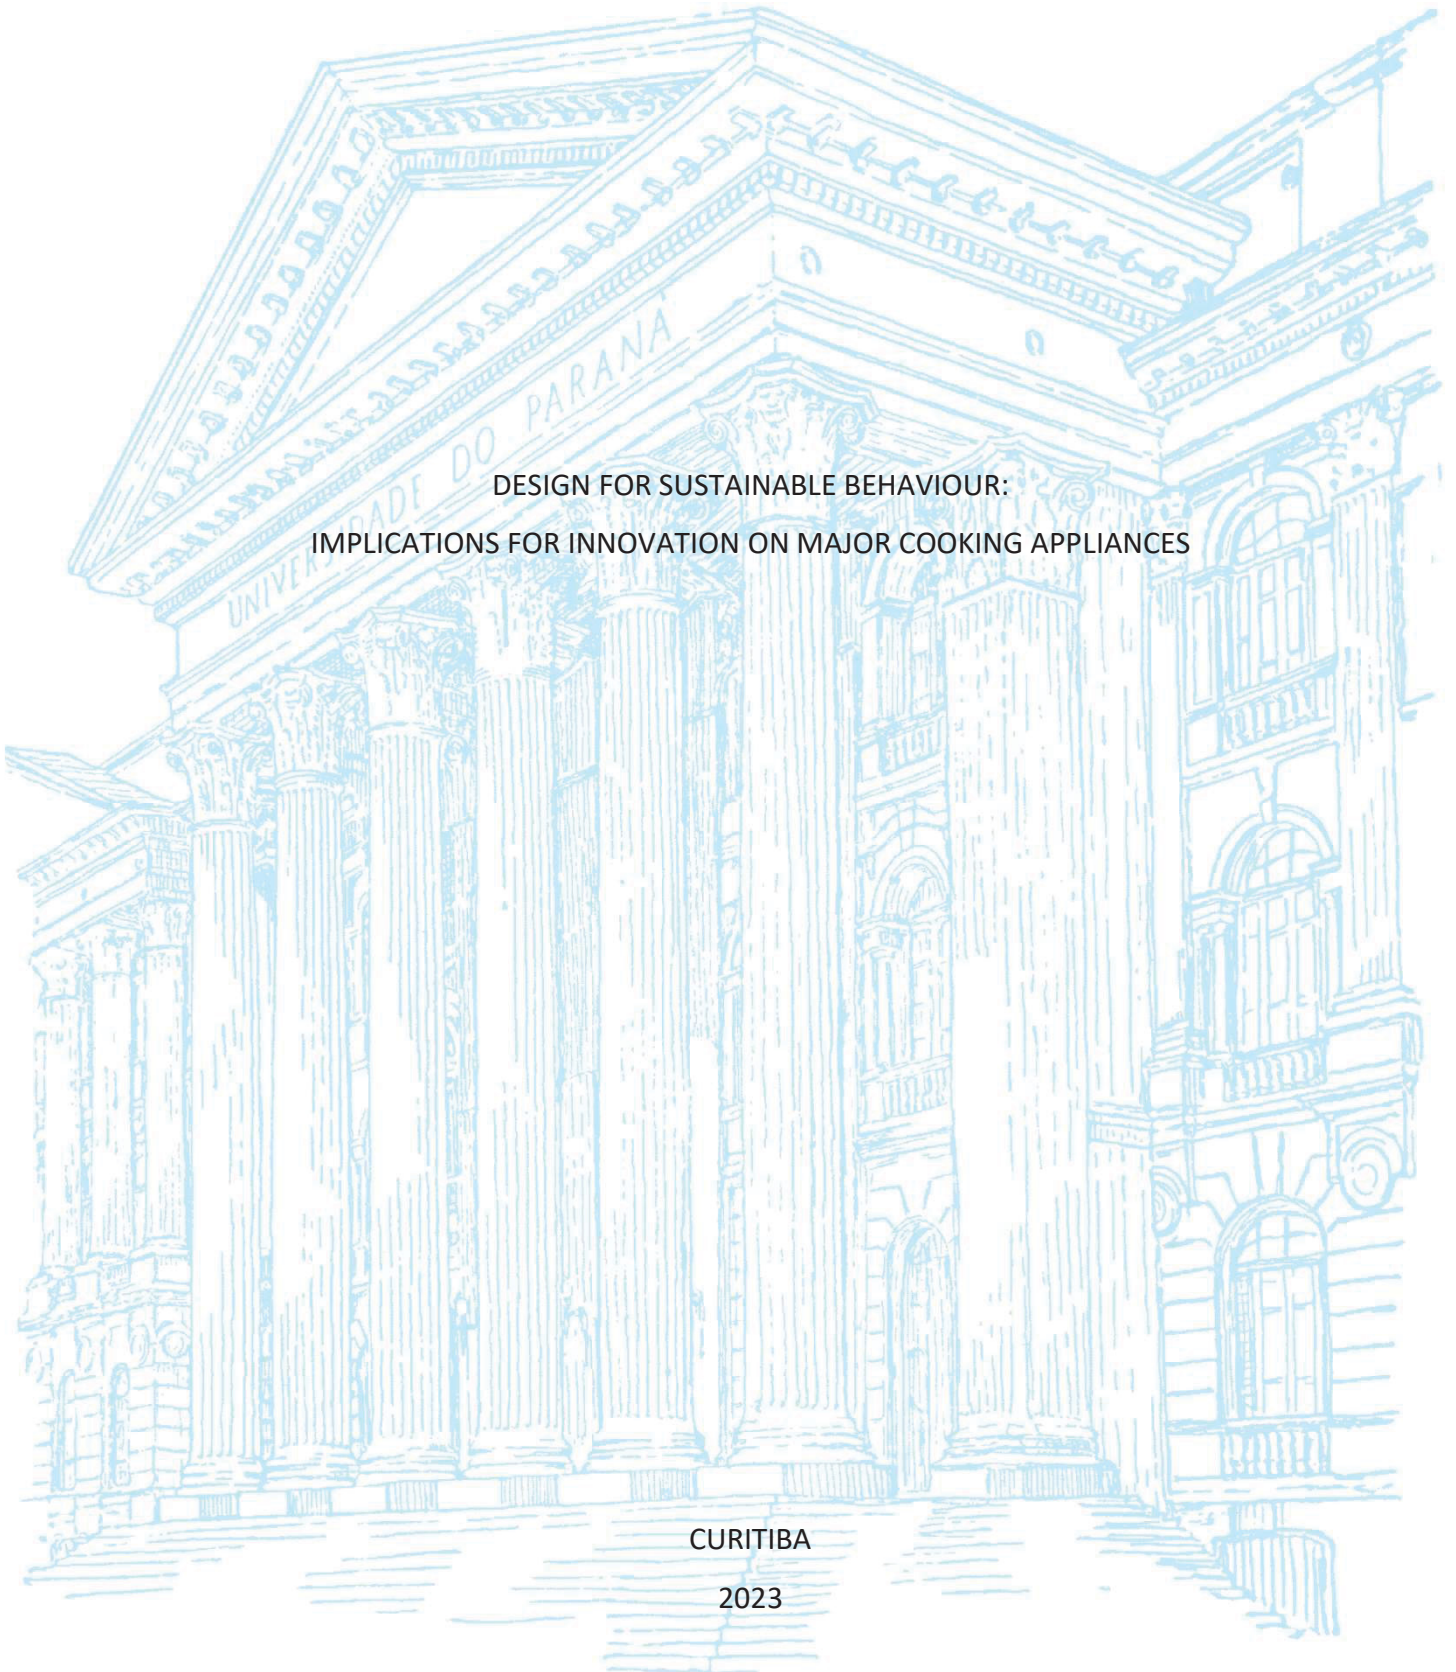 UNIVERSIDADE DO PARANÁ
DESIGN FOR SUSTAINABLE BEHAVIOUR:
IMPLICATIONS FOR INNOVATION ON MAJOR COOKING APPLIANCES
CURITIBA
2023